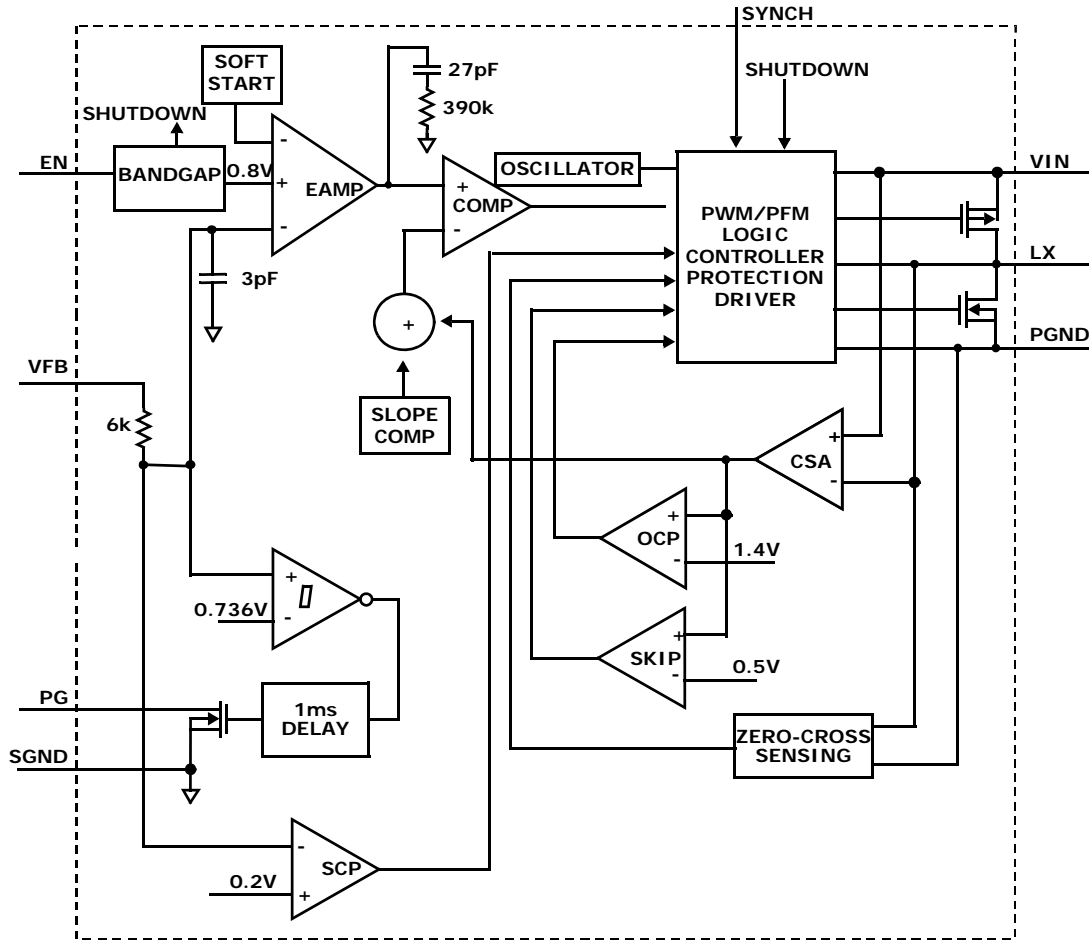 SYNCH
SHUTDOWN
SOFT
START
27pF
390k
SHUTDOWN
EN
BANDGAP
0.8V
-
+
-
EAMP
3pF
+
-
COMP
OSCILLATOR
PWM/PFM
LOGIC
CONTROLLER
PROTECTION
DRIVER
VIN
LX
PGND
+
SLOPE
COMP
VFB
6k
+
-
CSA
+
-
OCP
1.4V
+
-
SKIP
0.5V
+
-
0.736V
PG
1ms
DELAY
SGND
ZERO-CROSS
SENSING
-
+
SCP
0.2V